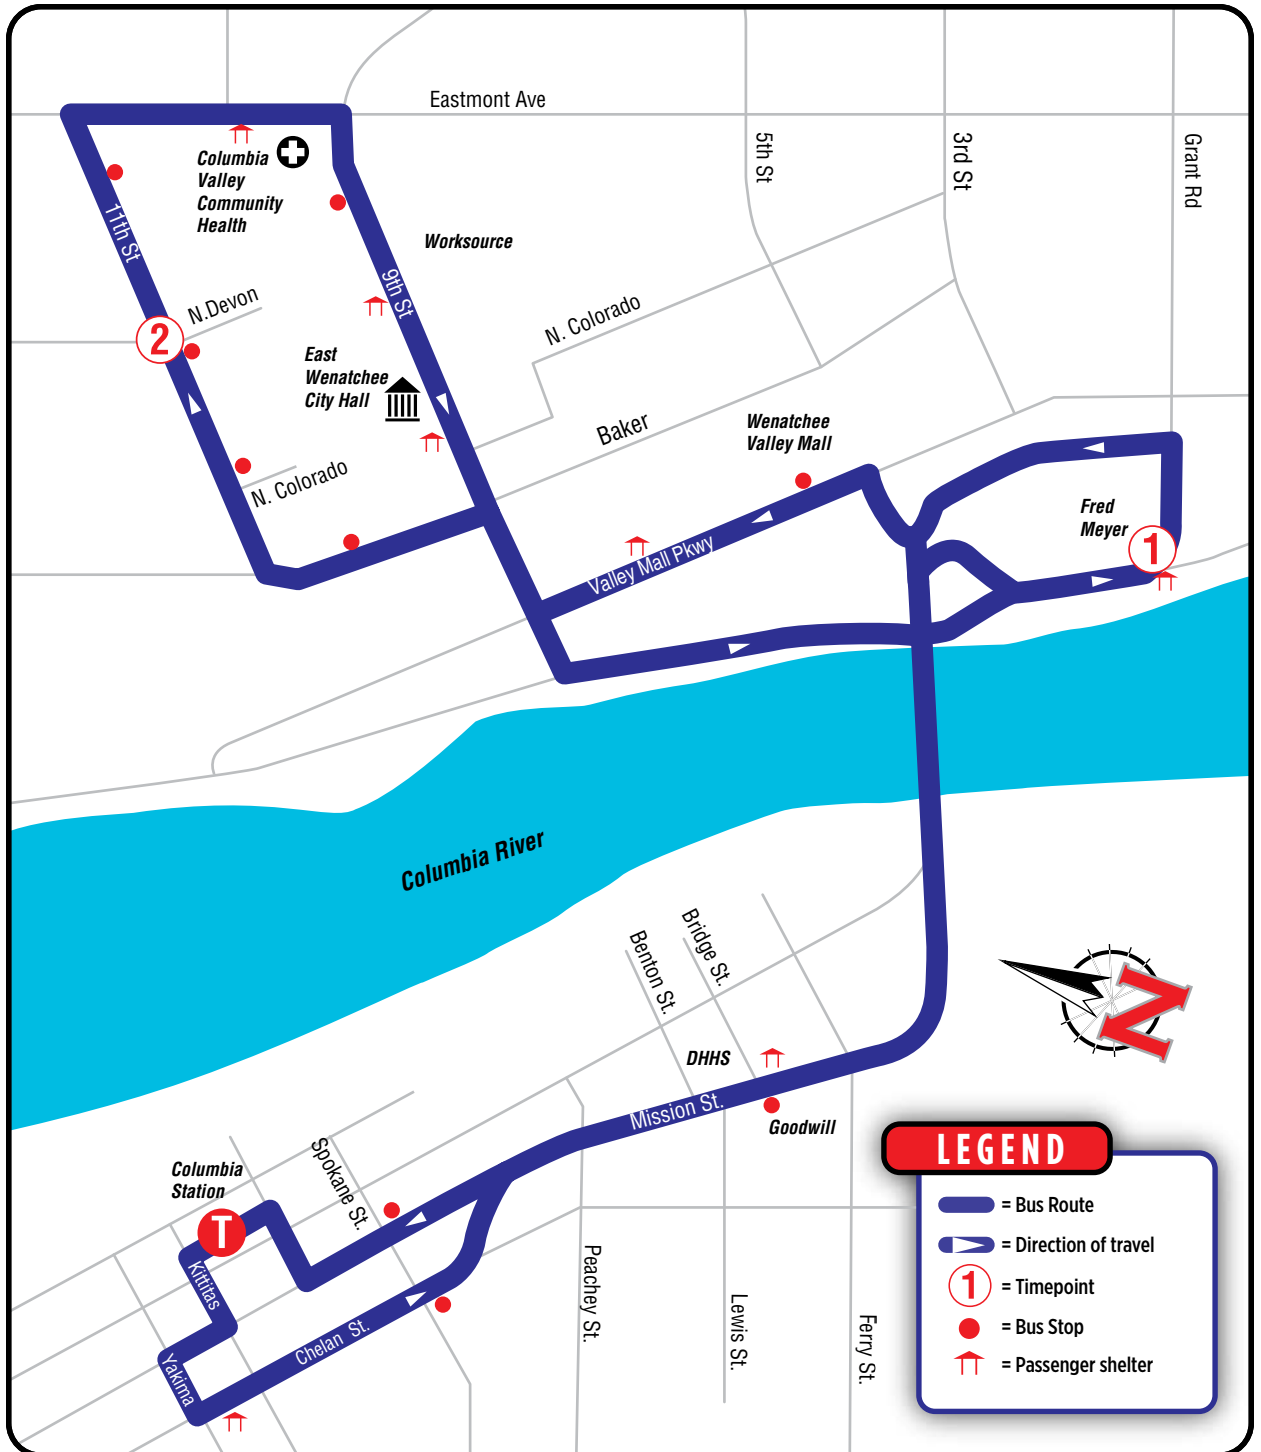 Eastmont Ave
5th St
3rd St
Grant Rd
Columbia
Valley
Community
Health
11th St
Worksource
9th St
N.Devon
2
N. Colorado
East
Wenatchee
City Hall
Baker
Wenatchee
Valley Mall
N. Colorado
Fred
Meyer
1
Valley Mall Pkwy
Columbia River
Bridge St.
Benton St.
N
DHHS
Mission St.
Goodwill
Columbia
Station
Spokane St.
T
Kittitas
Chelan St.
Yakima
Peachey St.
Lewis St.
Ferry St.
LEGEND
= Bus Route
= Direction of travel
1 = Timepoint
= Bus Stop
= Passenger shelter